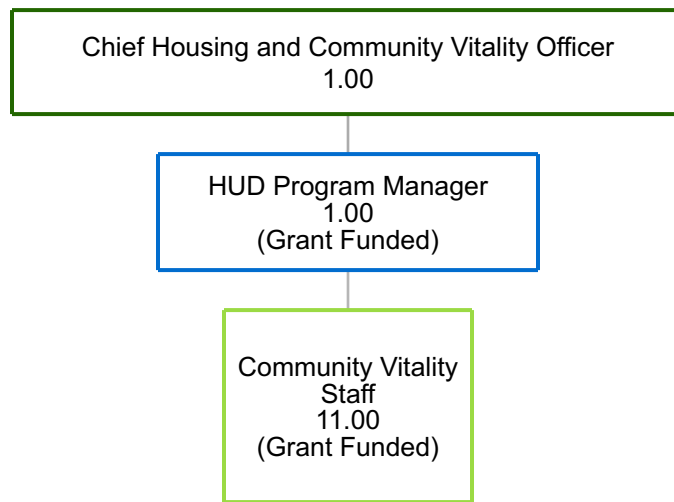 Chief Housing and Community Vitality Officer
1.00
HUD Program Manager
1.00
(Grant Funded)
Community Vitality
Staff
11.00
(Grant Funded)